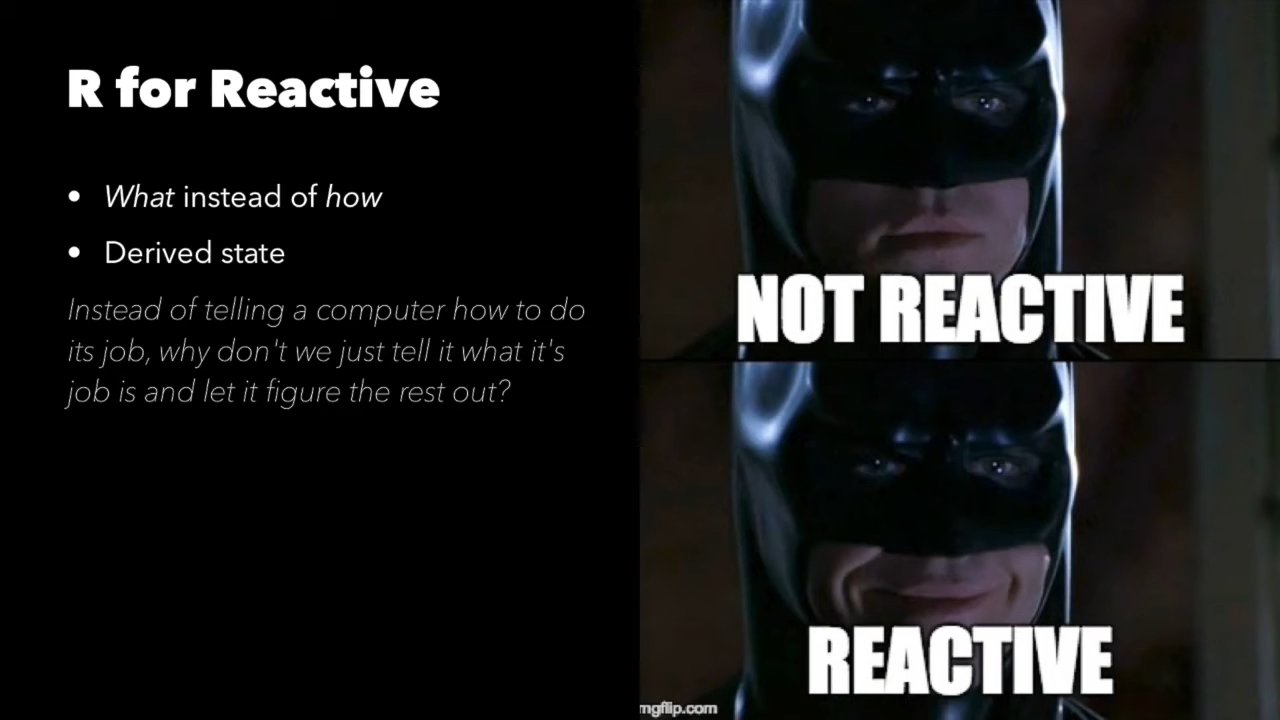 R for Reactive
• What instead of how
• Derived state
Instead of telling a computer how to do
its job, why don't we just tell it what it's
job is and let it figure the rest out?
NOT REACTIVE
REACTIVE
mgflip.com